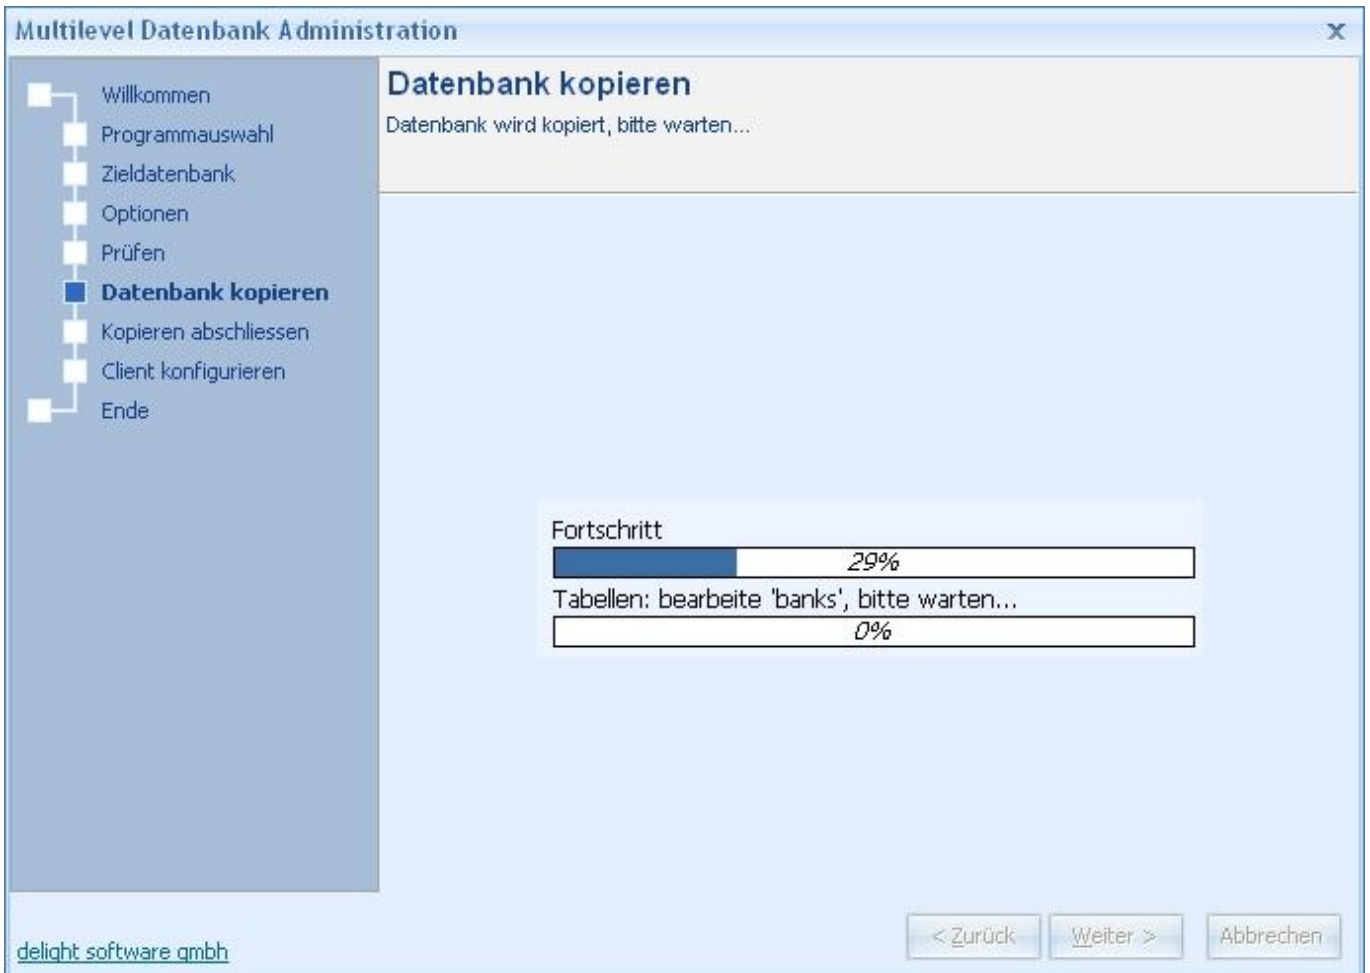 Multilevel Datenbank Administration
x
Willkommen
Programmauswahl
Zieldatenbank
Optionen
Prüfen
Datenbank kopieren
Kopieren abschliessen
Client konfigurieren
Ende
Datenbank kopieren
Datenbank wird kopiert, bitte warten...
Fortschritt
29%
Tabellen: bearbeite 'banks', bitte warten...
0%
delight software gmbh
< Zurück
Weiter >
Abbrechen